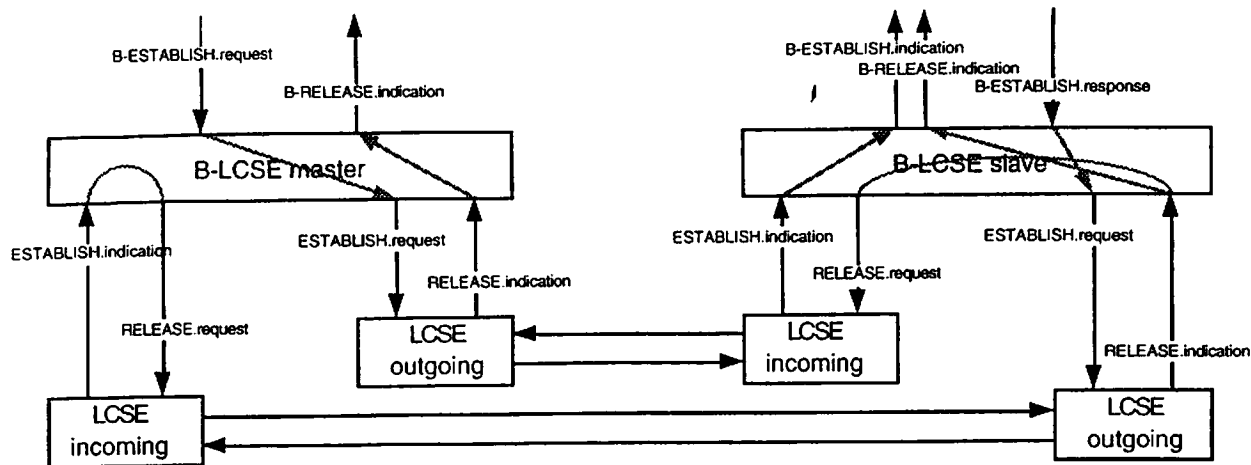 B-ESTABLISH.request
B-RELEASE.indication
B-ESTABLISH.indication
B-RELEASE.indication
B-ESTABLISH.response
B-LCSE master
B-LCSE slave
ESTABLISH.indication
ESTABLISH.request
RELEASE.indication
RELEASE.request
ESTABLISH.indication
RELEASE.request
ESTABLISH.request
RELEASE.indication
LCSE
outgoing
LCSE
incoming
LCSE
incoming
LCSE
outgoing